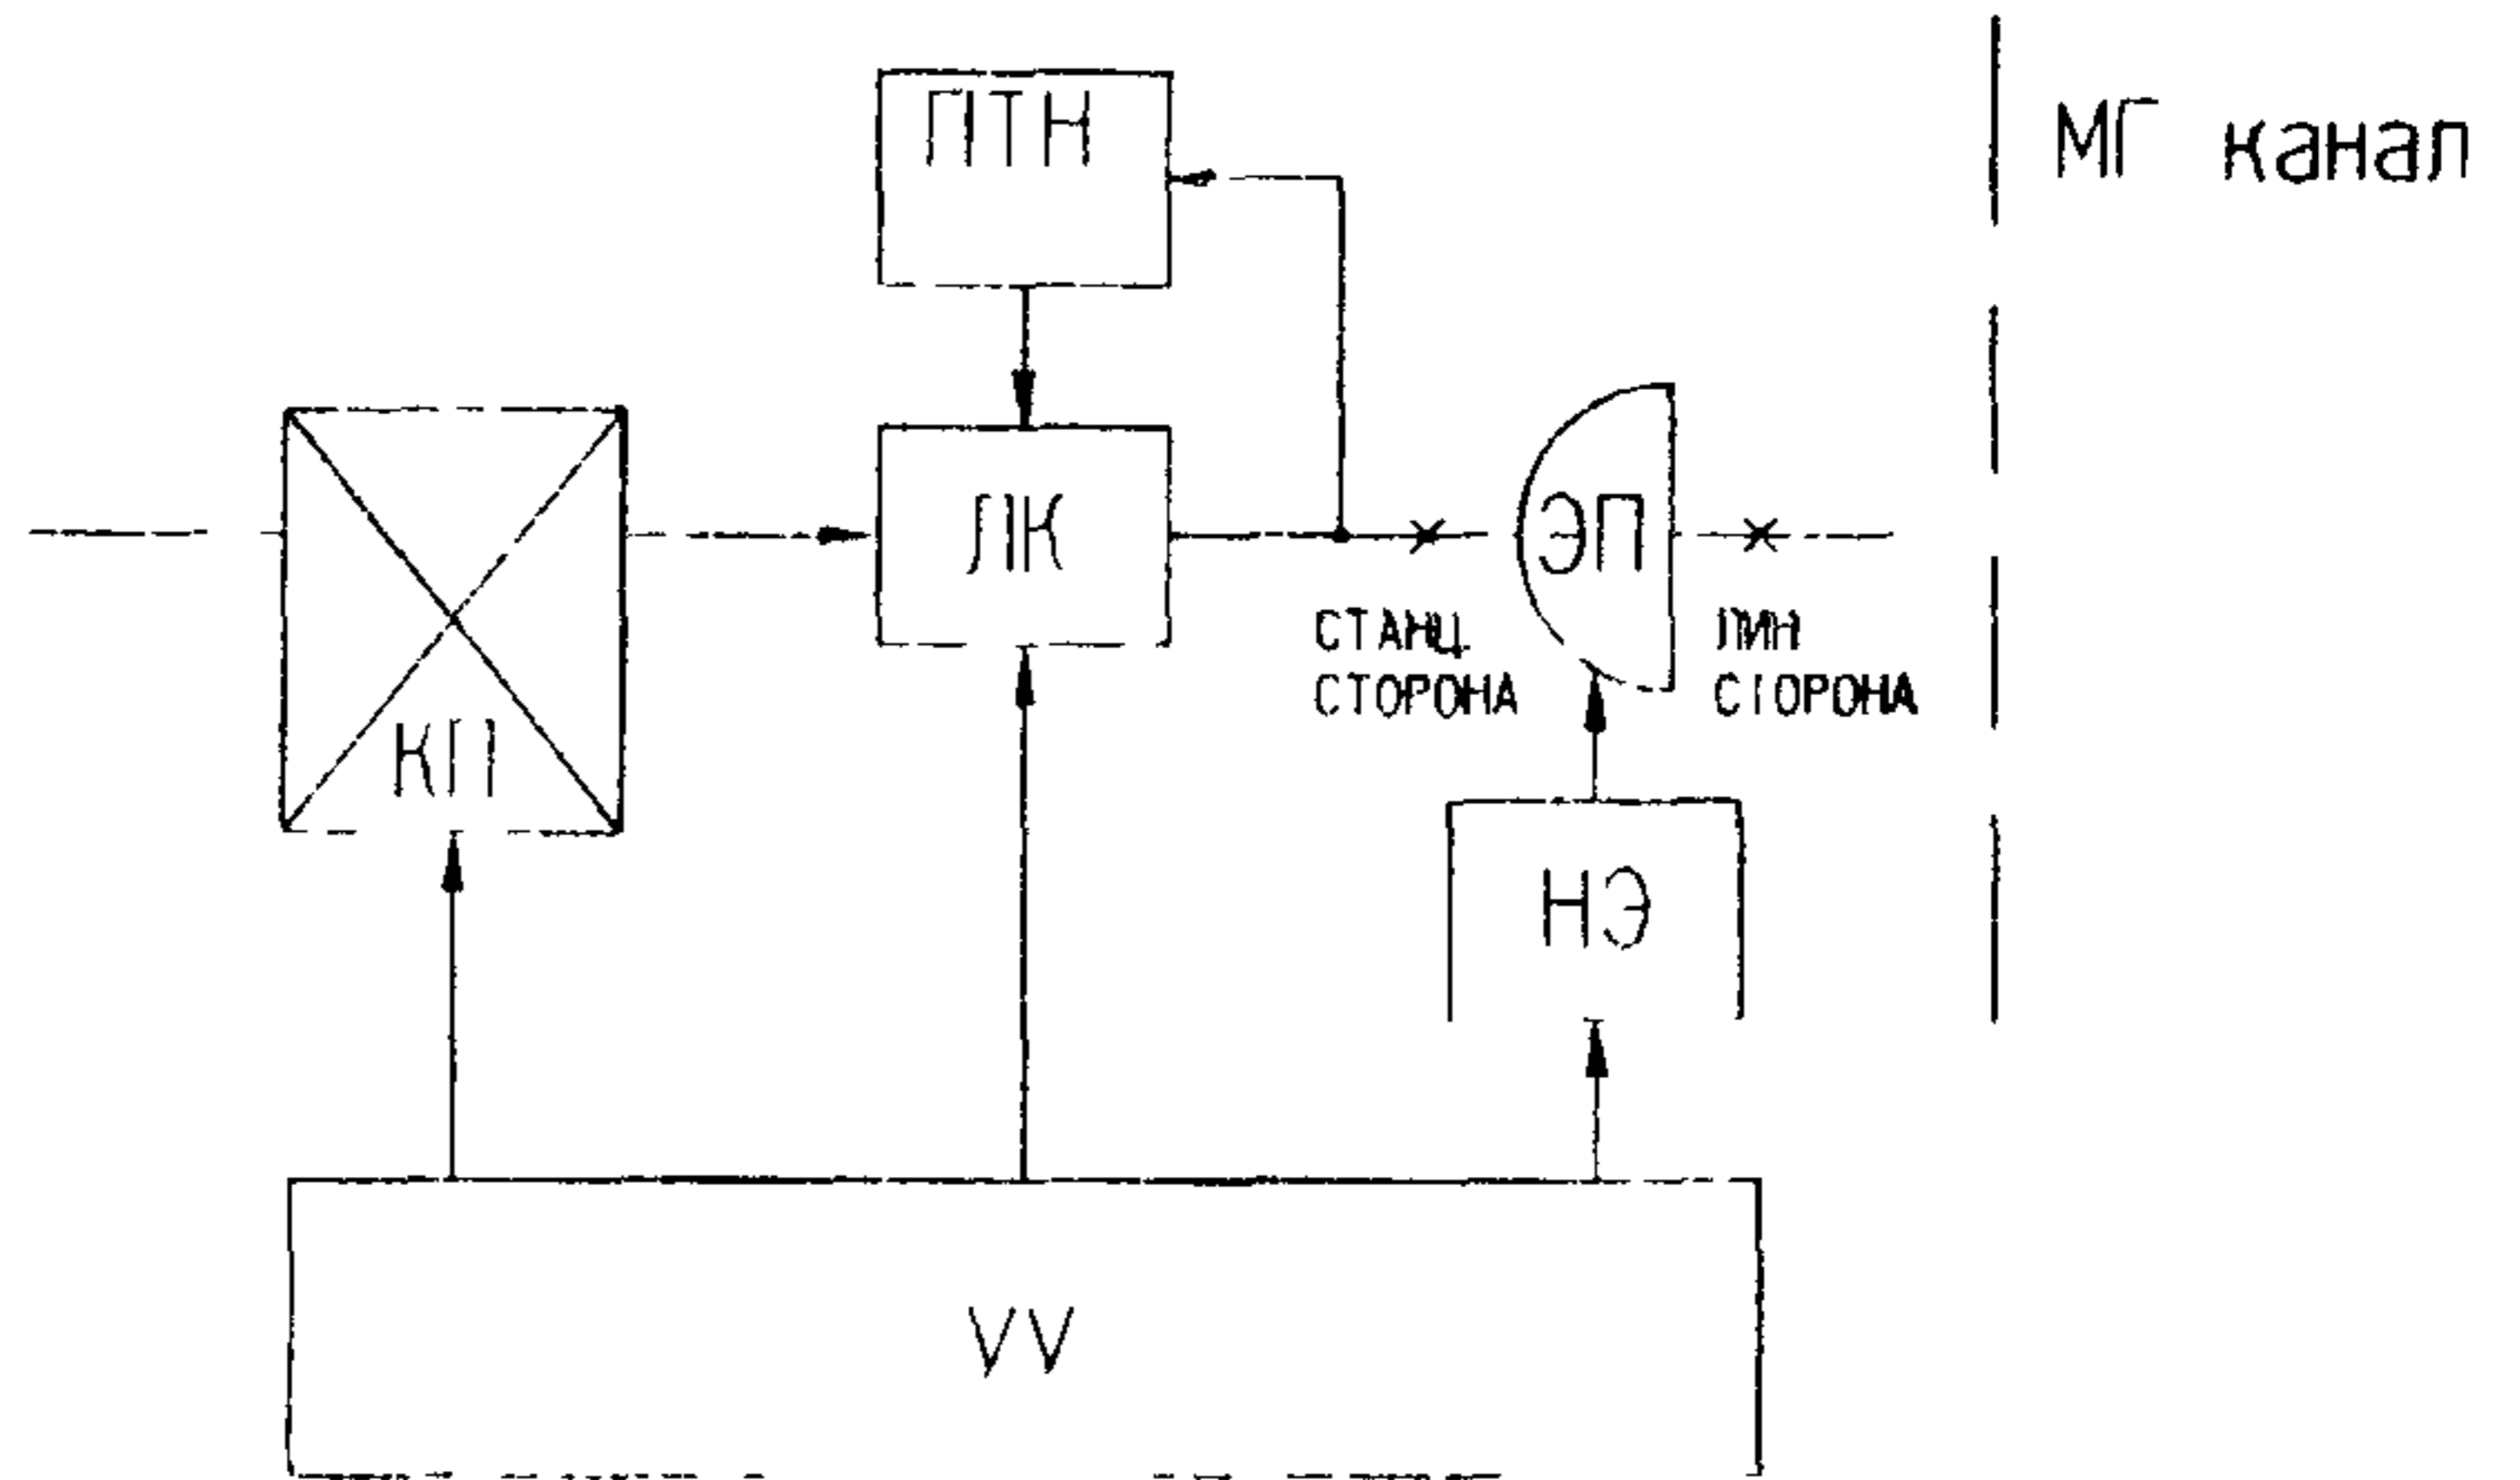 ПТН
МГ канал
ЛК
ЭП
СТАНЦ
СТОРОНА
ЛИН
СТОРОНА
КП
НЭ
УУ